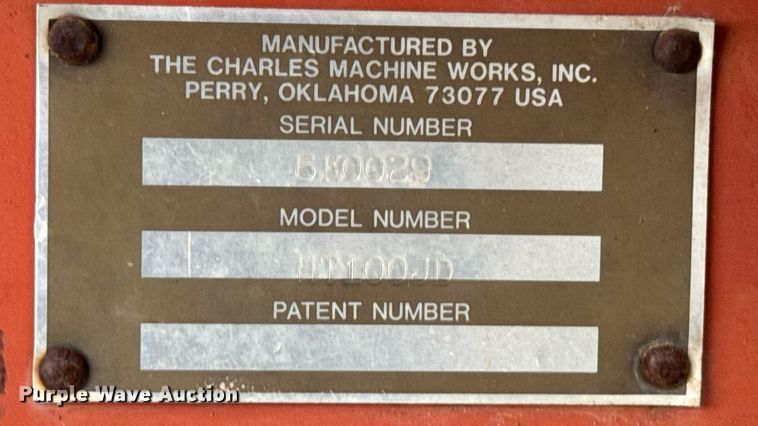 MANUFACTURED BY
THE CHARLES MACHINE WORKS, INC.
PERRY, OKLAHOMA 73077 USA
SERIAL NUMBER
5K0029
MODEL NUMBER
HT100JD
PATENT NUMBER
Purple Wave Auction